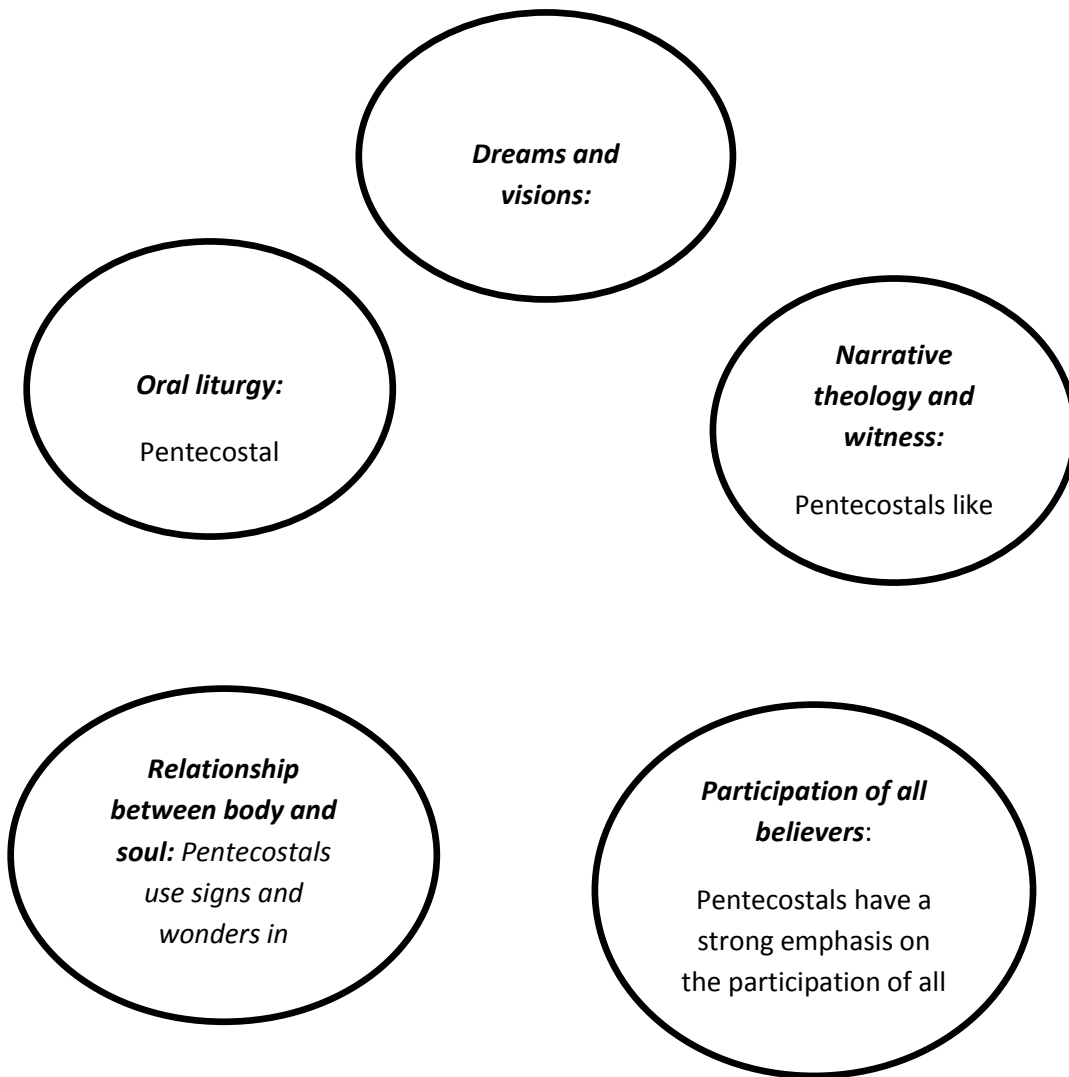 Dreams and
visions:
Oral liturgy:
Pentecostal
Narrative
theology and
witness:
Pentecostals like
Relationship
between body and
soul: Pentecostals
use signs and
wonders in
Participation of all
believers:
Pentecostals have a
strong emphasis on
the participation of all